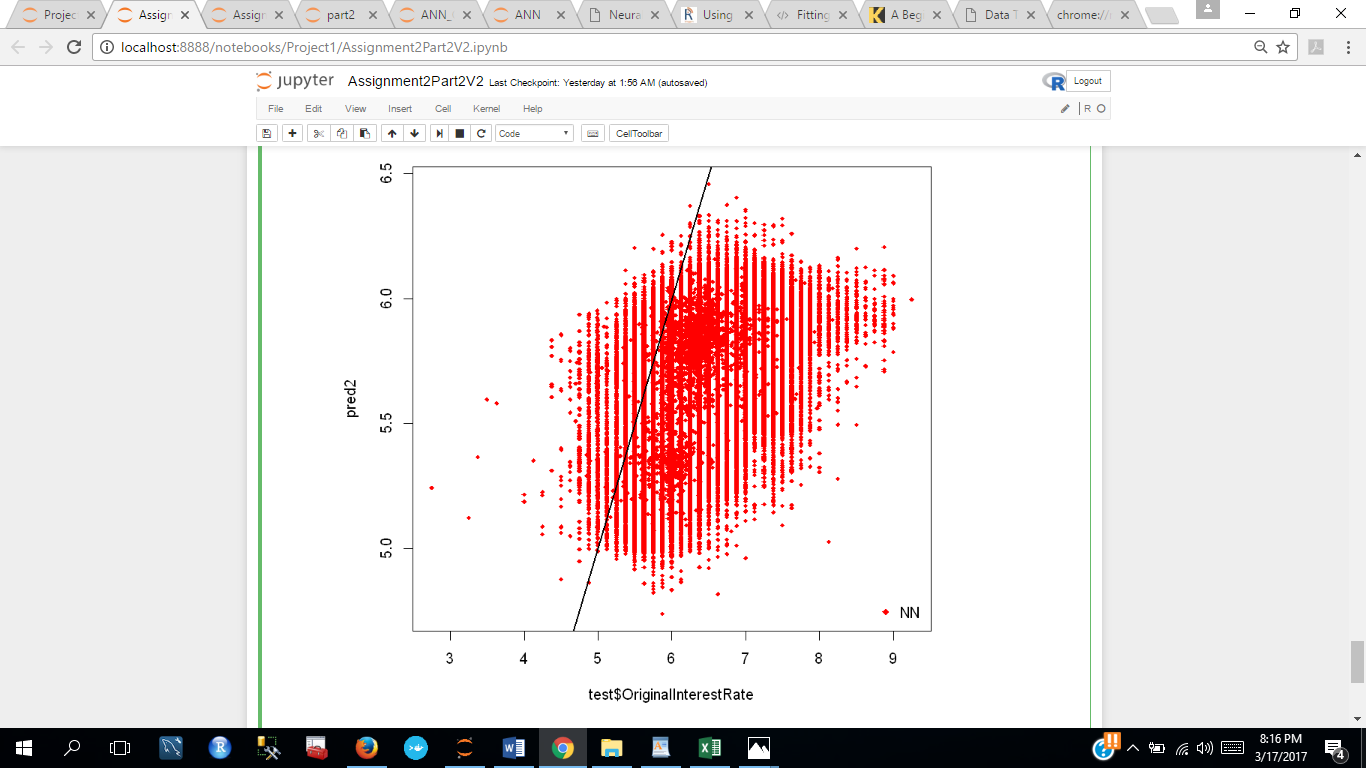 Projec
Assign
Assign
part2
ANN_
ANN
Neura
Using
Fitting
A Beg
Data T
chrome://
localhost:8888/notebooks/Project1/Assignment2Part2V2.ipynb
jupyter Assignment2Part2V2 Last Checkpoint: Yesterday at 1:56 AM (autosaved)
R Logout
File Edit View Insert Cell Kernel Help
R
Code CellToolbar
6.5
6.0
5.5
5.0
pred2
NN
3 4 5 6 7 8 9
test$OriginalInterestRate
8:16 PM
3/17/2017
4